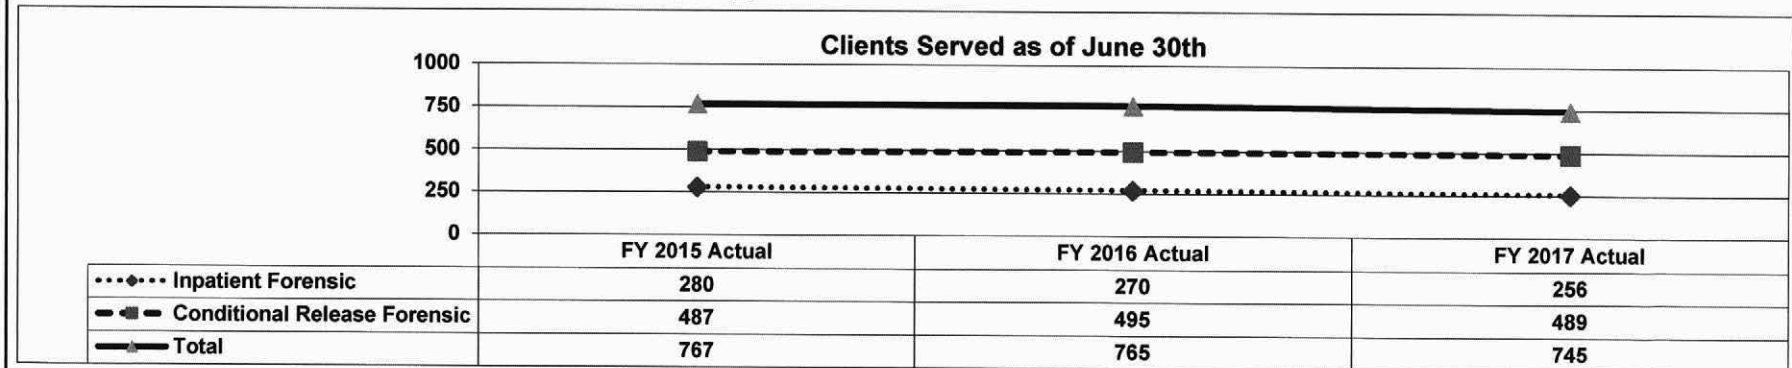 Clients Served as of June 30th
1000
750
500
250
0
FY 2015 Actual FY 2016 Actual FY 2017 Actual
Inpatient Forensic 280 270 256
Conditional Release Forensic 487 495 489
Total 767 765 745